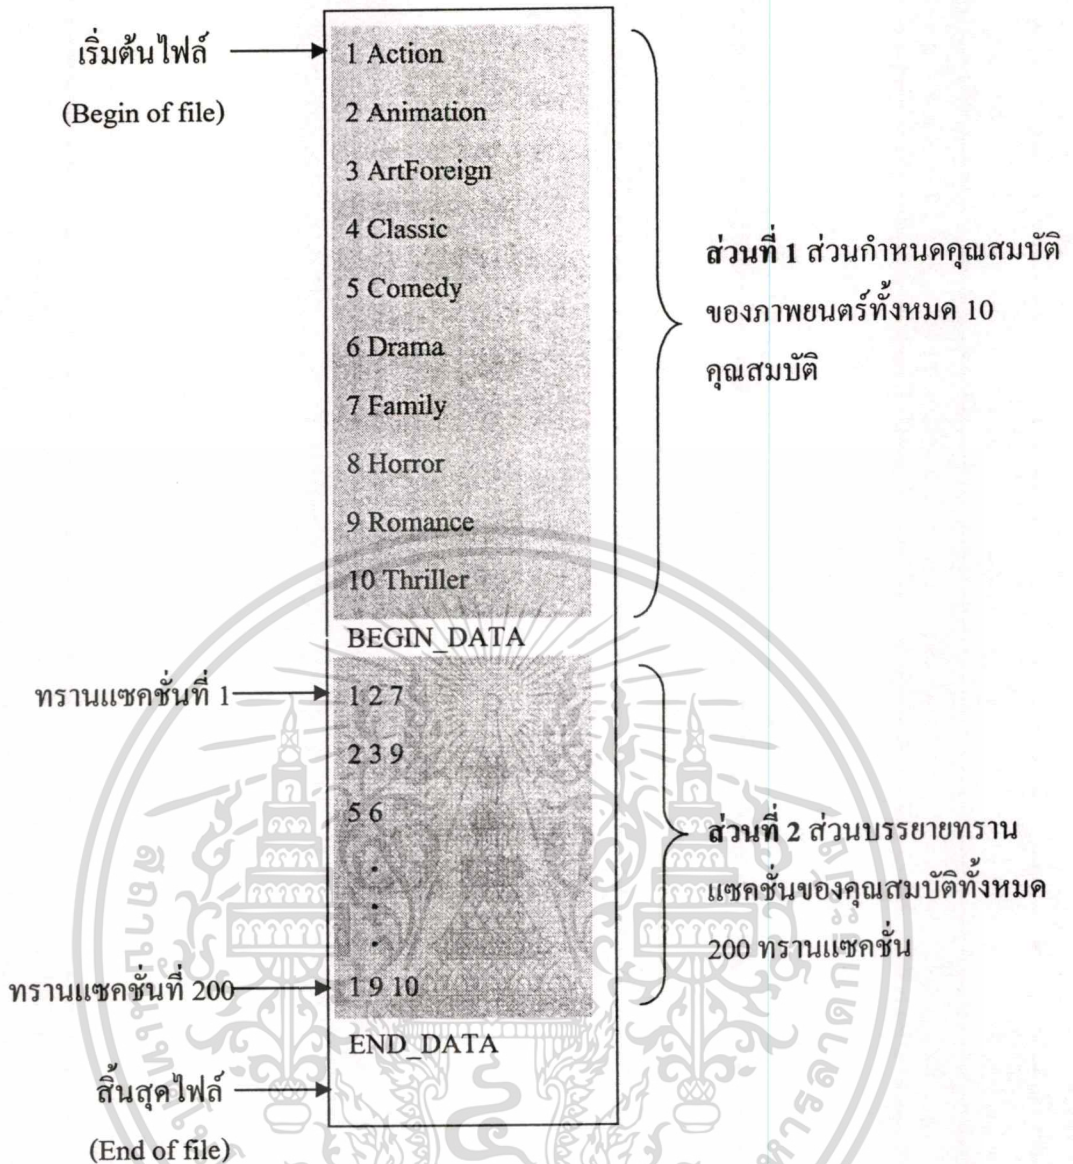 เริ่มต้นไฟล์
(Begin of file)
1 Action
2 Animation
3 ArtForeign
4 Classic
5 Comedy
6 Drama
7 Family
8 Horror
9 Romance
10 Thriller
ส่วนที่ 1 ส่วนกำหนดคุณสมบัติ
ของภาพยนตร์ทั้งหมด 10
คุณสมบัติ
BEGIN_DATA
ทรานแซคชั่นที่ 1
1 2 7
2 3 9
5 6
.
.
.
ทรานแซคชั่นที่ 200
1 9 10
ส่วนที่ 2 ส่วนบรรยายทราน
แซคชั่นของคุณสมบัติทั้งหมด
200 ทรานแซคชั่น
END_DATA
สิ้นสุดไฟล์
(End of file)